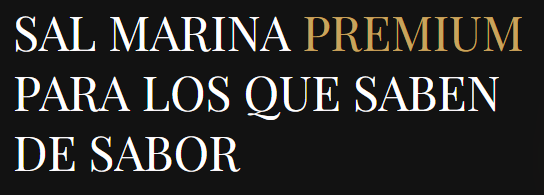 SAL MARINA PREMIUM
PARA LOS QUE SABEN
DE SABOR